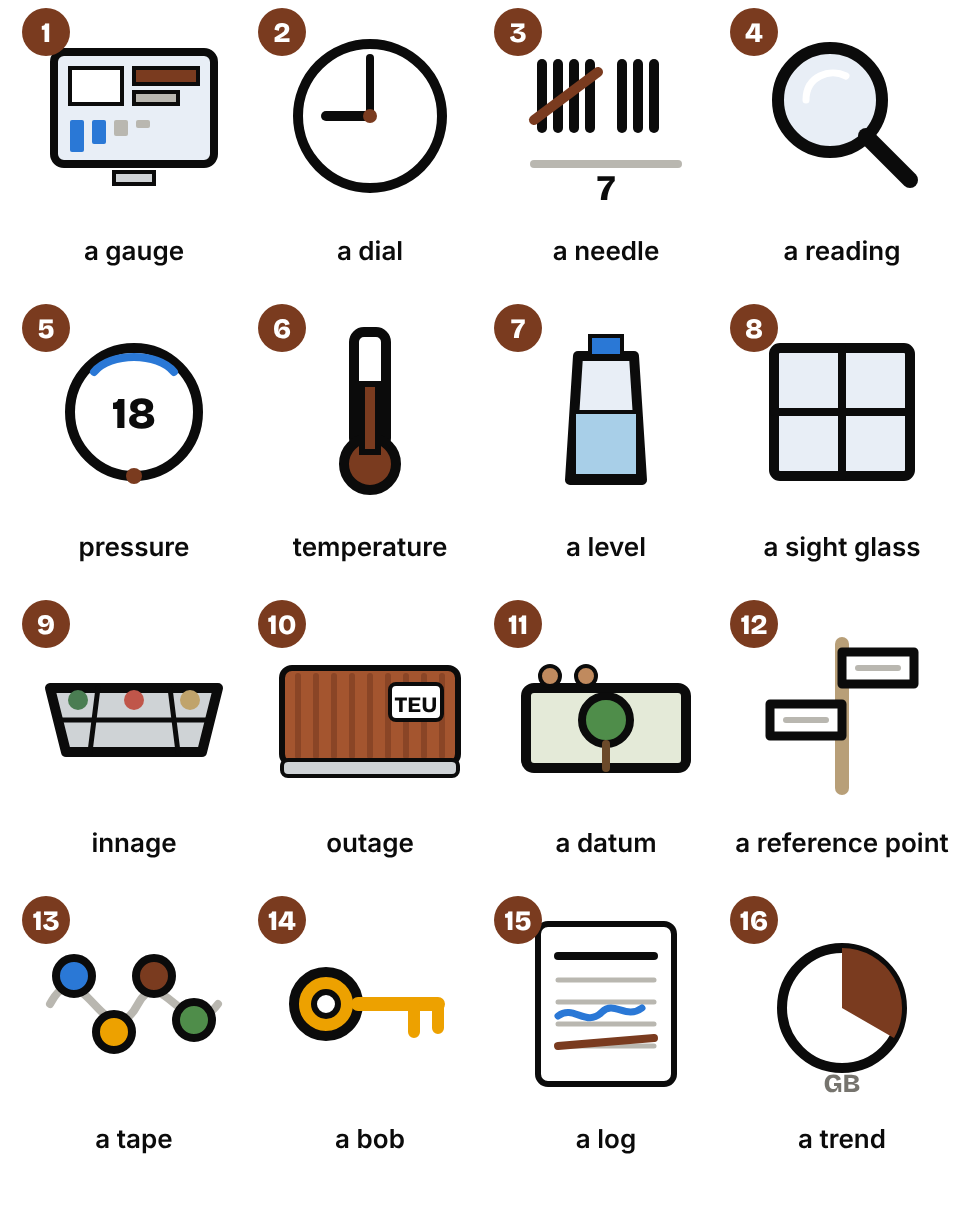 1
2
3
4
7
a gauge
a dial
a needle
a reading
5
6
7
8
18
pressure
temperature
a level
a sight glass
9
10
11
12
TEU
innage
outage
a datum
a reference point
13
14
15
16
GB
a tape
a bob
a log
a trend